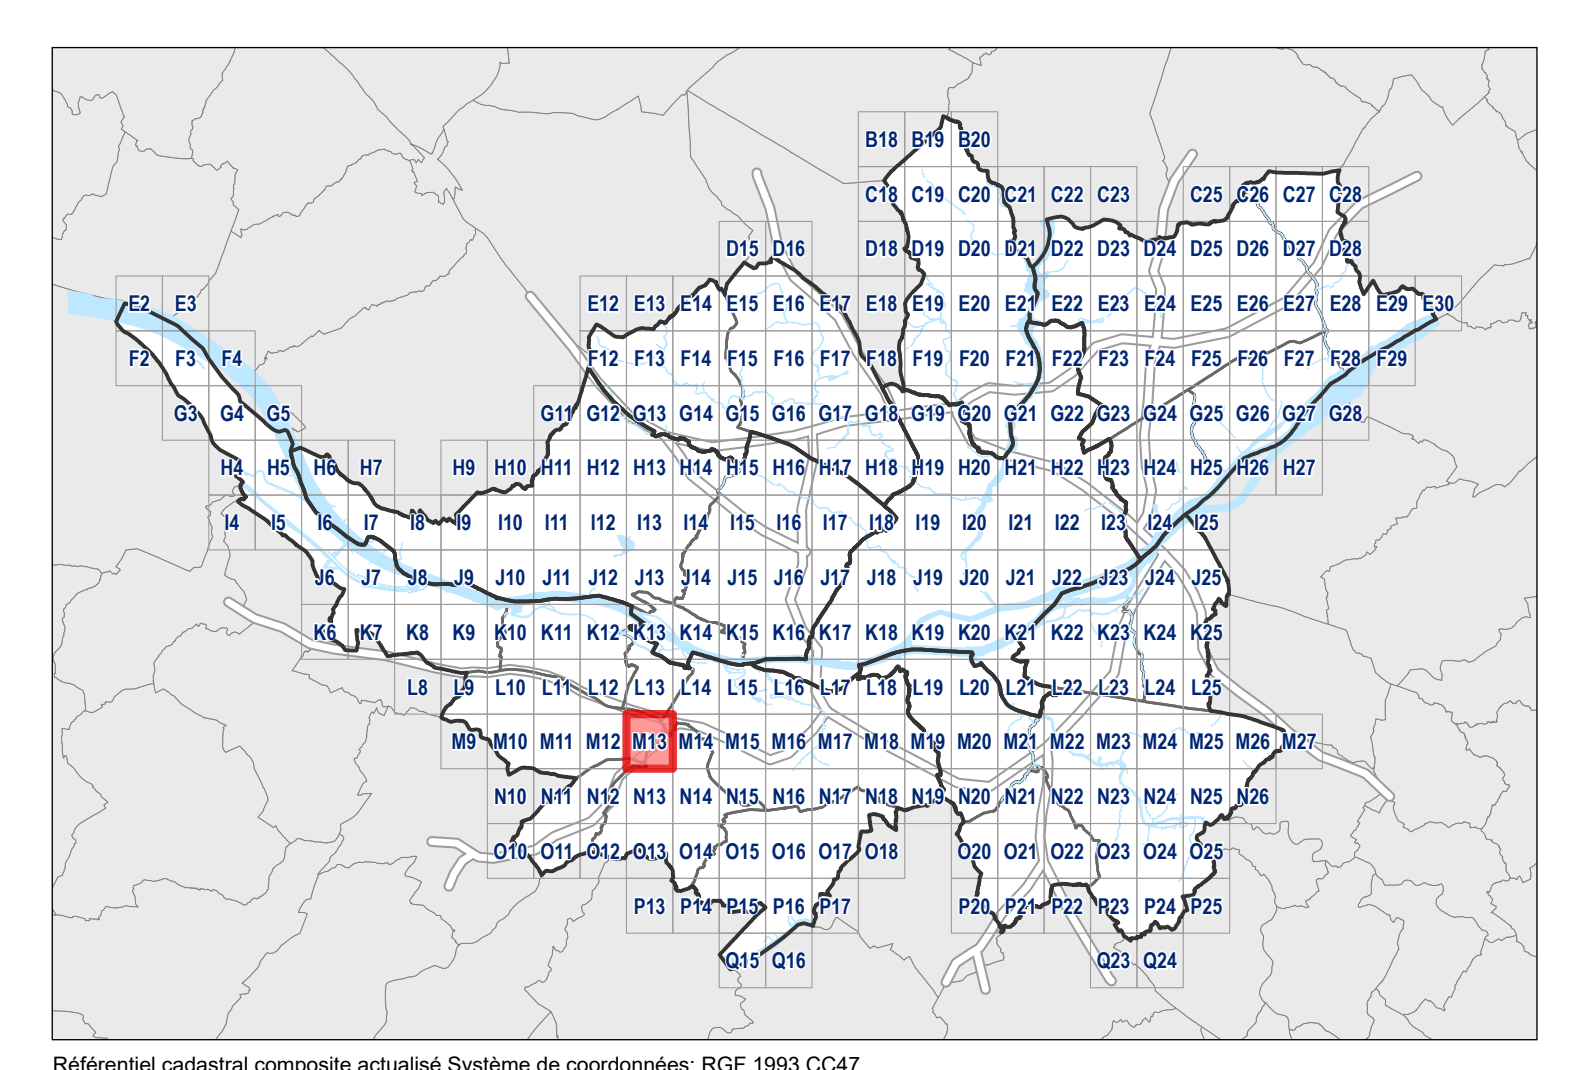 B18 B19 B20
C18 C19 C20 C21 C22 C23 C25 C26 C27 C28
D15 D16 D18 D19 D20 D21 D22 D23 D24 D25 D26 D27 D28
E2 E3 E12 E13 E14 E15 E16 E17 E18 E19 E20 E21 E22 E23 E24 E25 E26 E27 E28 E29 E30
F2 F3 F4 F12 F13 F14 F15 F16 F17 F18 F19 F20 F21 F22 F23 F24 F25 F26 F27 F28 F29
G3 G4 G5 G11 G12 G13 G14 G15 G16 G17 G18 G19 G20 G21 G22 G23 G24 G25 G26 G27 G28
H4 H5 H6 H7 H9 H10 H11 H12 H13 H14 H15 H16 H17 H18 H19 H20 H21 H22 H23 H24 H25 H26 H27
I4 I5 I6 I7 I8 I9 I10 I11 I12 I13 I14 I15 I16 I17 I18 I19 I20 I21 I22 I23 I24 I25
J6 J7 J8 J9 J10 J11 J12 J13 J14 J15 J16 J17 J18 J19 J20 J21 J22 J23 J24 J25
K6 K7 K8 K9 K10 K11 K12 K13 K14 K15 K16 K17 K18 K19 K20 K21 K22 K23 K24 K25
L8 L9 L10 L11 L12 L13 L14 L15 L16 L17 L18 L19 L20 L21 L22 L23 L24 L25
M9 M10 M11 M12 M13 M14 M15 M16 M17 M18 M19 M20 M21 M22 M23 M24 M25 M26 M27
N10 N11 N12 N13 N14 N15 N16 N17 N18 N19 N20 N21 N22 N23 N24 N25 N26
O10 O11 O12 O13 O14 O15 O16 O17 O18 O20 O21 O22 O23 O24 O25
P13 P14 P15 P16 P17 P20 P21 P22 P23 P24 P25
Q15 Q16 Q23 Q24
Référentiel cadastral composite actualisé Système de coordonnées: RGF 1993 CC47